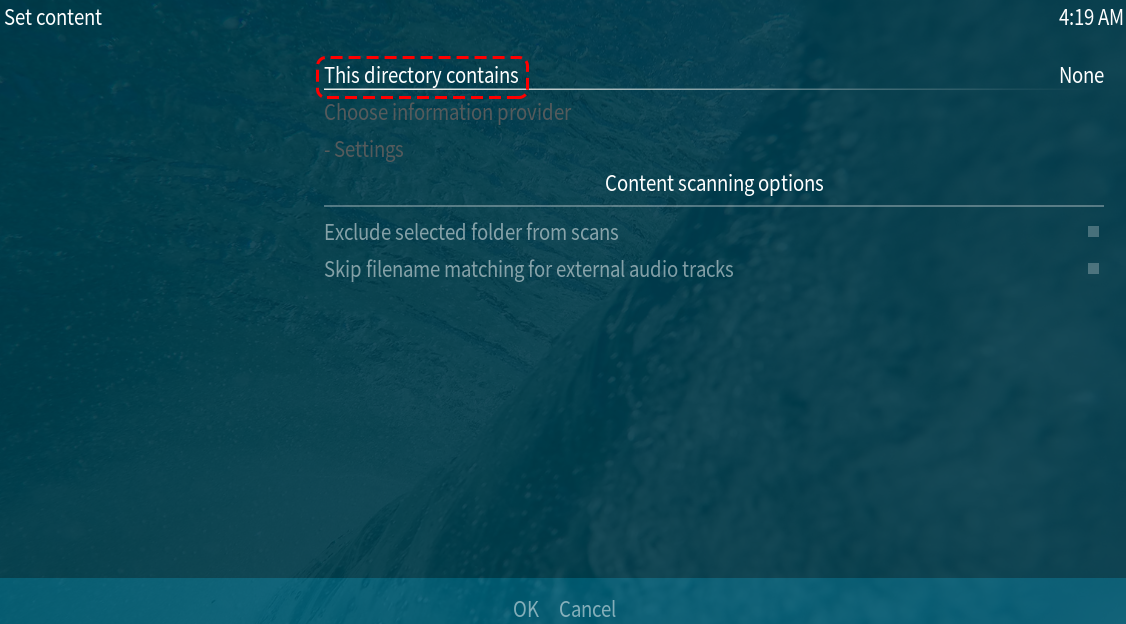 Set content 4:19 AM
This directory contains None
Choose information provider
- Settings
Content scanning options
Exclude selected folder from scans
Skip filename matching for external audio tracks
OK Cancel